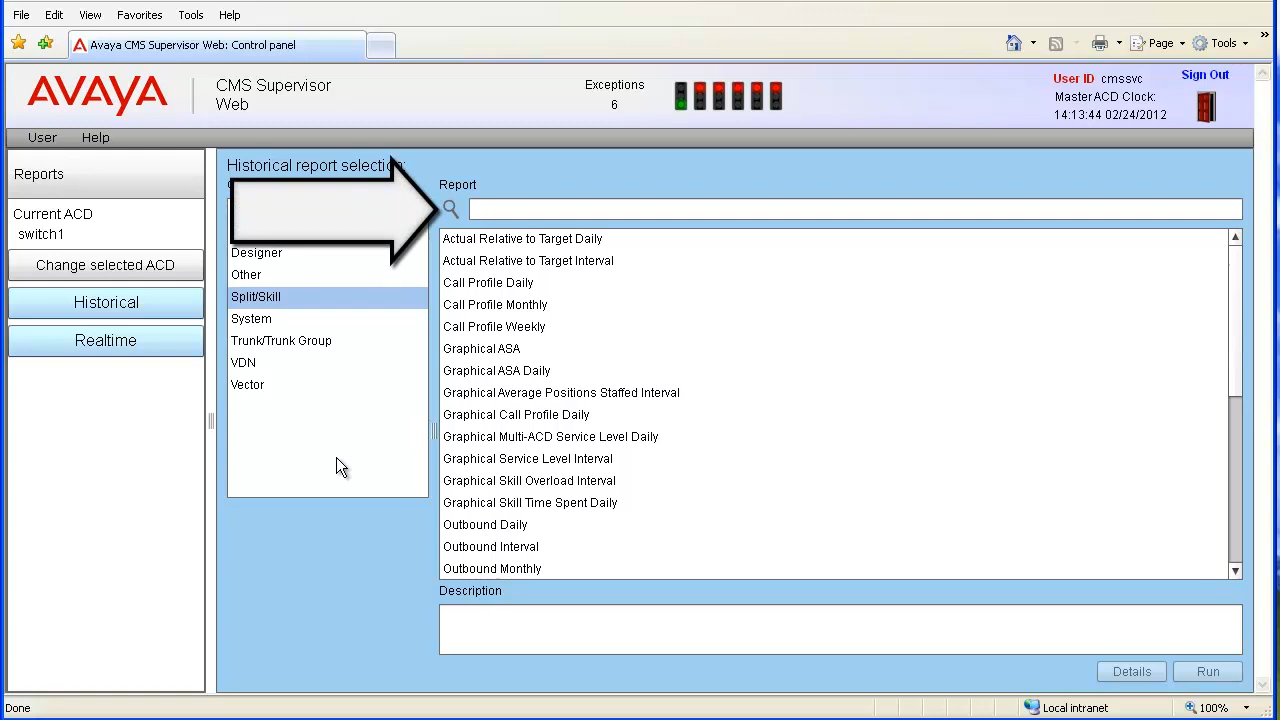 File Edit View Favorites Tools Help
Avaya CMS Supervisor Web: Control panel
Page Tools
AVAYA
CMS Supervisor
Web
Exceptions
6
User ID cmssvc
Master ACD Clock:
14:13:44 02/24/2012
Sign Out
User Help
Reports
Current ACD
switch1
Change selected ACD
Historical
Realtime
Historical report selection:
Designer
Other
Split/Skill
System
Trunk/Trunk Group
VDN
Vector
Report
Actual Relative to Target Daily
Actual Relative to Target Interval
Call Profile Daily
Call Profile Monthly
Call Profile Weekly
Graphical ASA
Graphical ASA Daily
Graphical Average Positions Staffed Interval
Graphical Call Profile Daily
Graphical Multi-ACD Service Level Daily
Graphical Service Level Interval
Graphical Skill Overload Interval
Graphical Skill Time Spent Daily
Outbound Daily
Outbound Interval
Outbound Monthly
Description
Details Run
Done Local intranet 100%